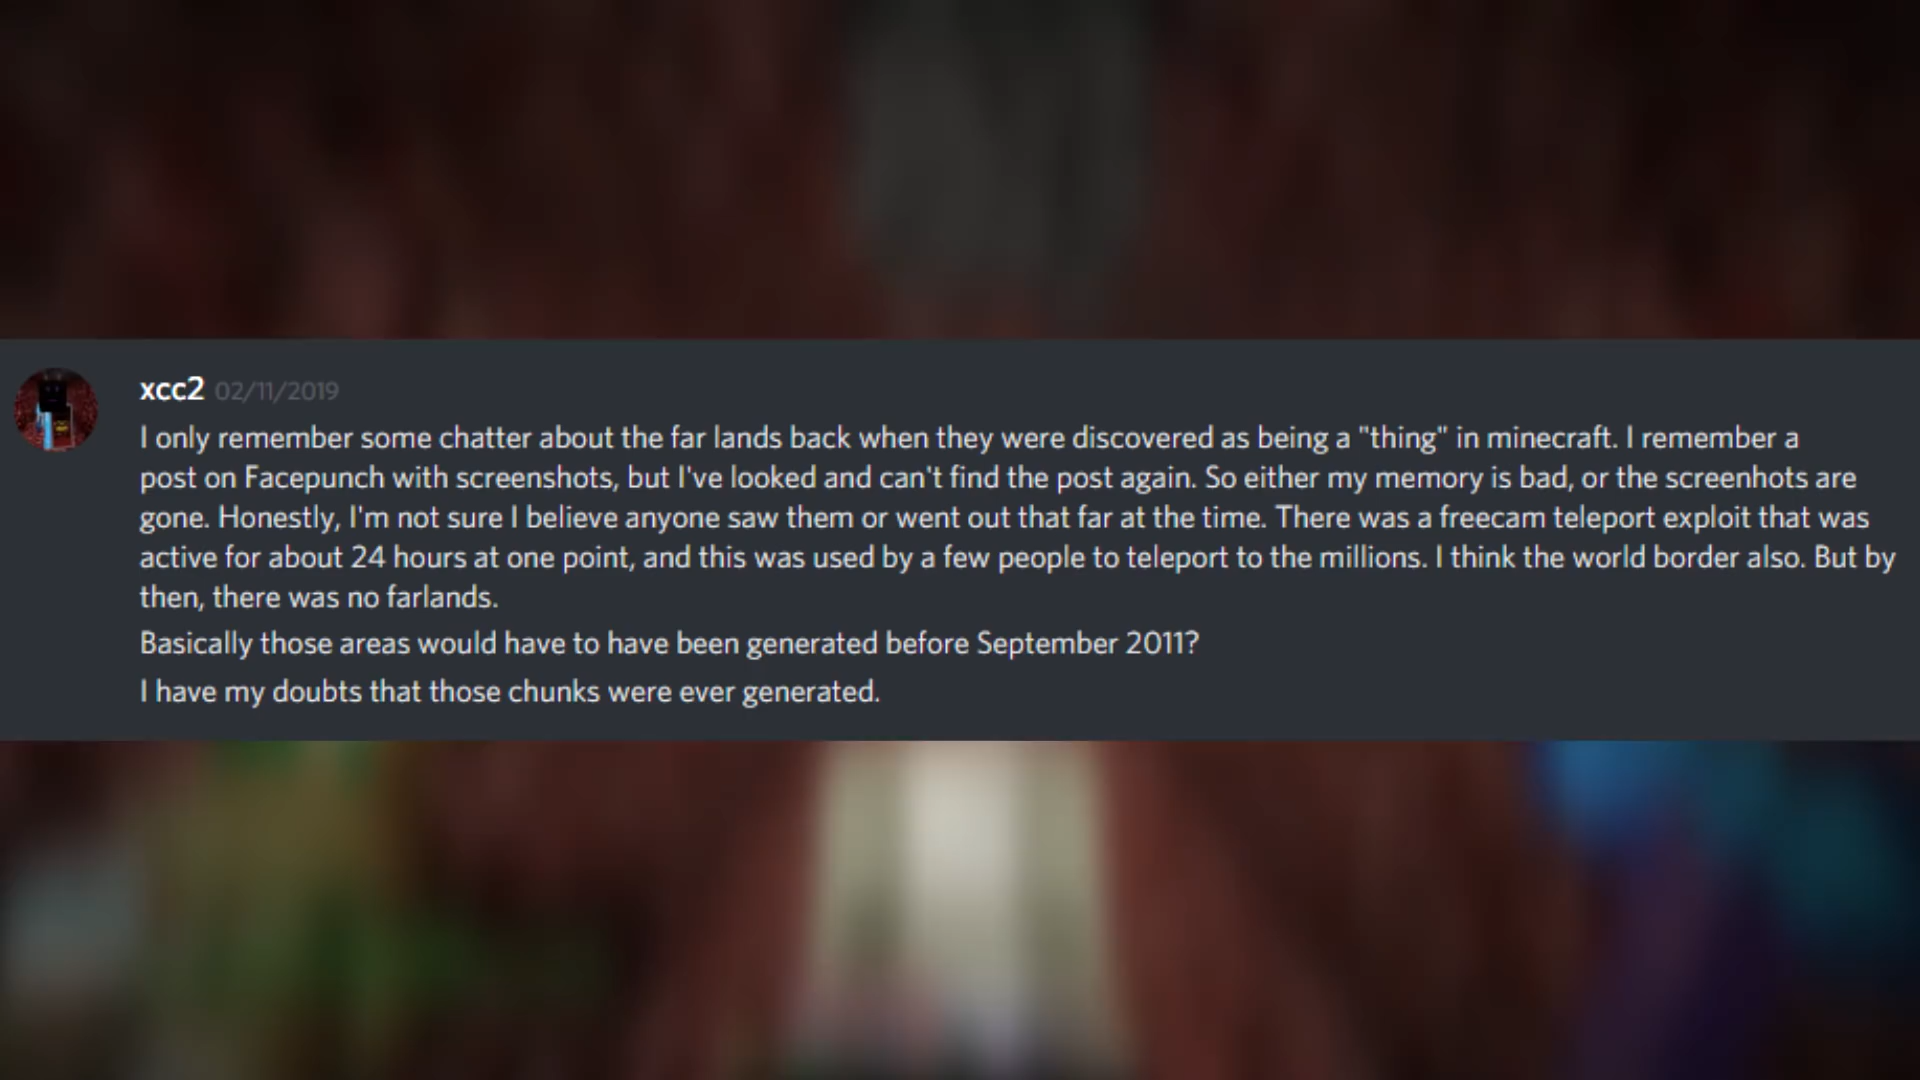 xcc2 02/11/2019
I only remember some chatter about the far lands back when they were discovered as being a "thing" in minecraft. I remember a
post on Facepunch with screenshots, but I've looked and can't find the post again. So either my memory is bad, or the screenhots are
gone. Honestly, I'm not sure I believe anyone saw them or went out that far at the time. There was a freecam teleport exploit that was
active for about 24 hours at one point, and this was used by a few people to teleport to the millions. I think the world border also. But by
then, there was no farlands.
Basically those areas would have to have been generated before September 2011?
I have my doubts that those chunks were ever generated.